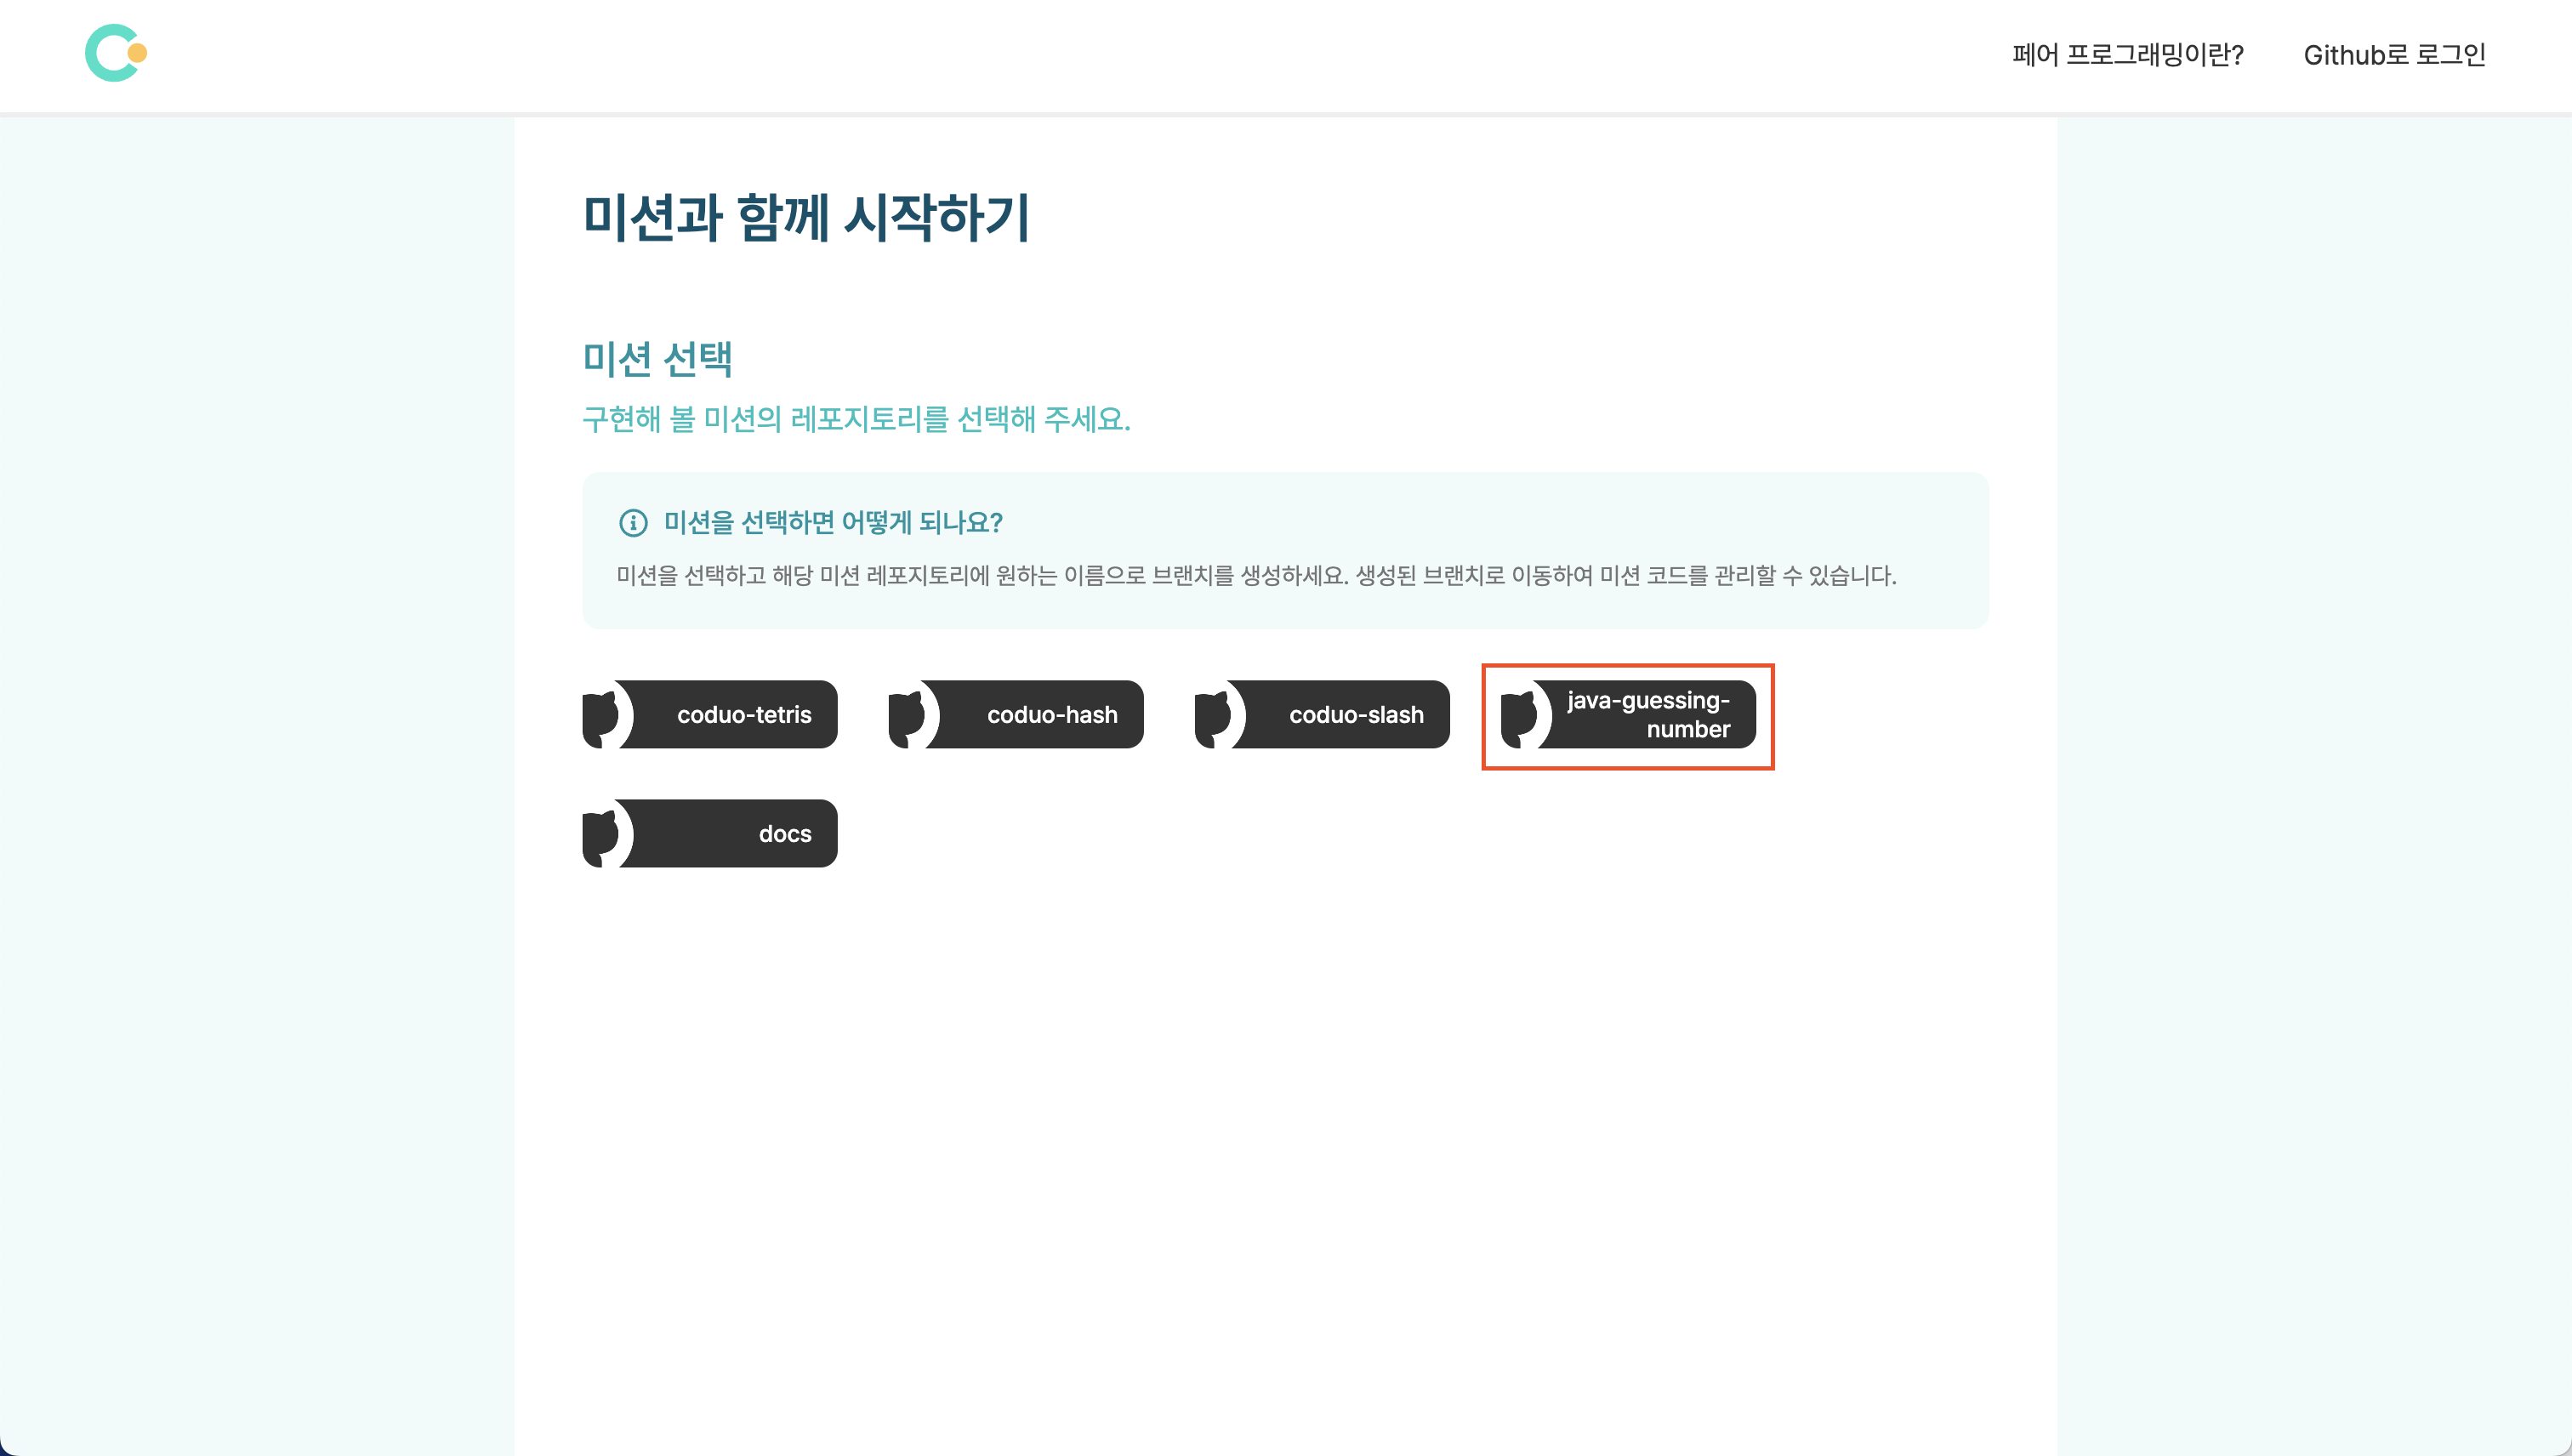 페어 프로그래밍이란?
Github로 로그인
미션과 함께 시작하기
미션 선택
구현해 볼 미션의 레포지토리를 선택해 주세요.
미션을 선택하면 어떻게 되나요?
미션을 선택하고 해당 미션 레포지토리에 원하는 이름으로 브랜치를 생성하세요. 생성된 브랜치로 이동하여 미션 코드를 관리할 수 있습니다.
coduo-tetris
coduo-hash
coduo-slash
java-guessing-
number
docs